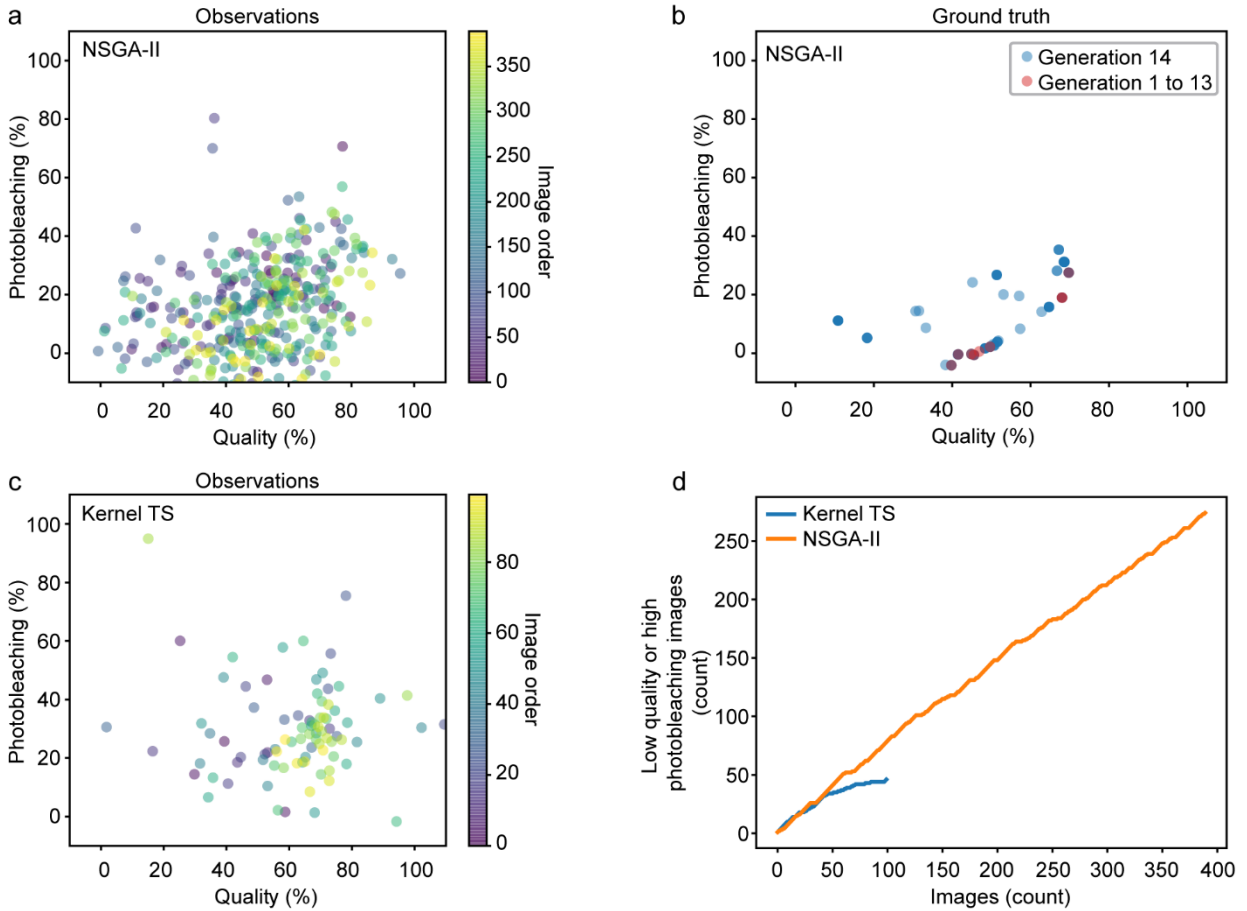 a
Observations
NSGA-II
100
80
60
40
20
0
Photobleaching (%)
0 20 40 60 80 100
Quality (%)
350
300
250
200
150
100
50
0
Image order
b
Ground truth
NSGA-II
Generation 14
Generation 1 to 13
100
80
60
40
20
0
Photobleaching (%)
0 20 40 60 80 100
Quality (%)
c
Observations
Kernel TS
100
80
60
40
20
0
Photobleaching (%)
0 20 40 60 80 100
Quality (%)
80
60
40
20
0
Image order
d
Kernel TS
NSGA-II
250
200
150
100
50
0
Low quality or high
photobleaching images
(count)
0 50 100 150 200 250 300 350 400
Images (count)